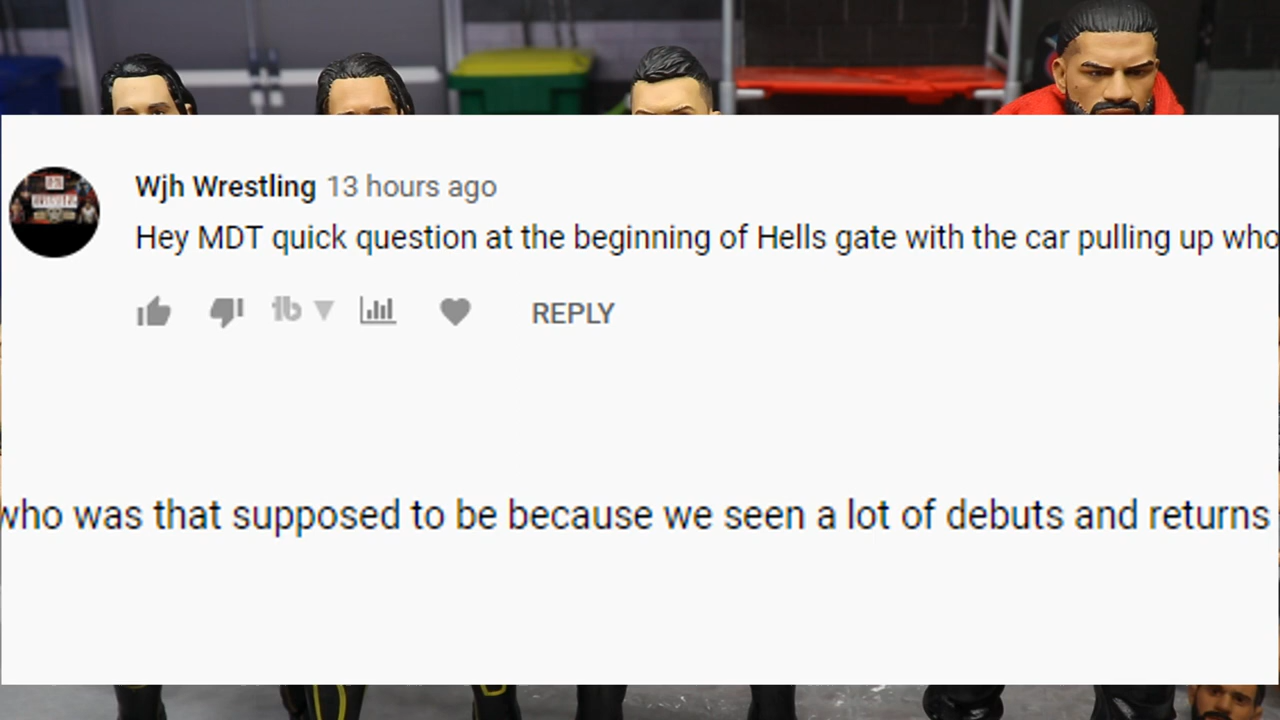 Wjh Wrestling 13 hours ago
Hey MDT quick question at the beginning of Hells gate with the car pulling up who
REPLY
who was that supposed to be because we seen a lot of debuts and returns